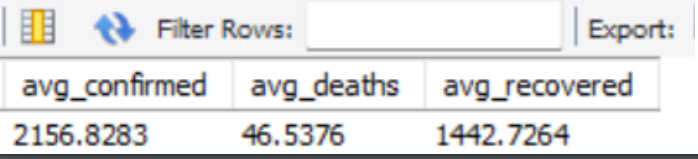 Filter Rows: Export:
avg_confirmed avg_deaths avg_recovered
2156.8283 46.5376 1442.7264